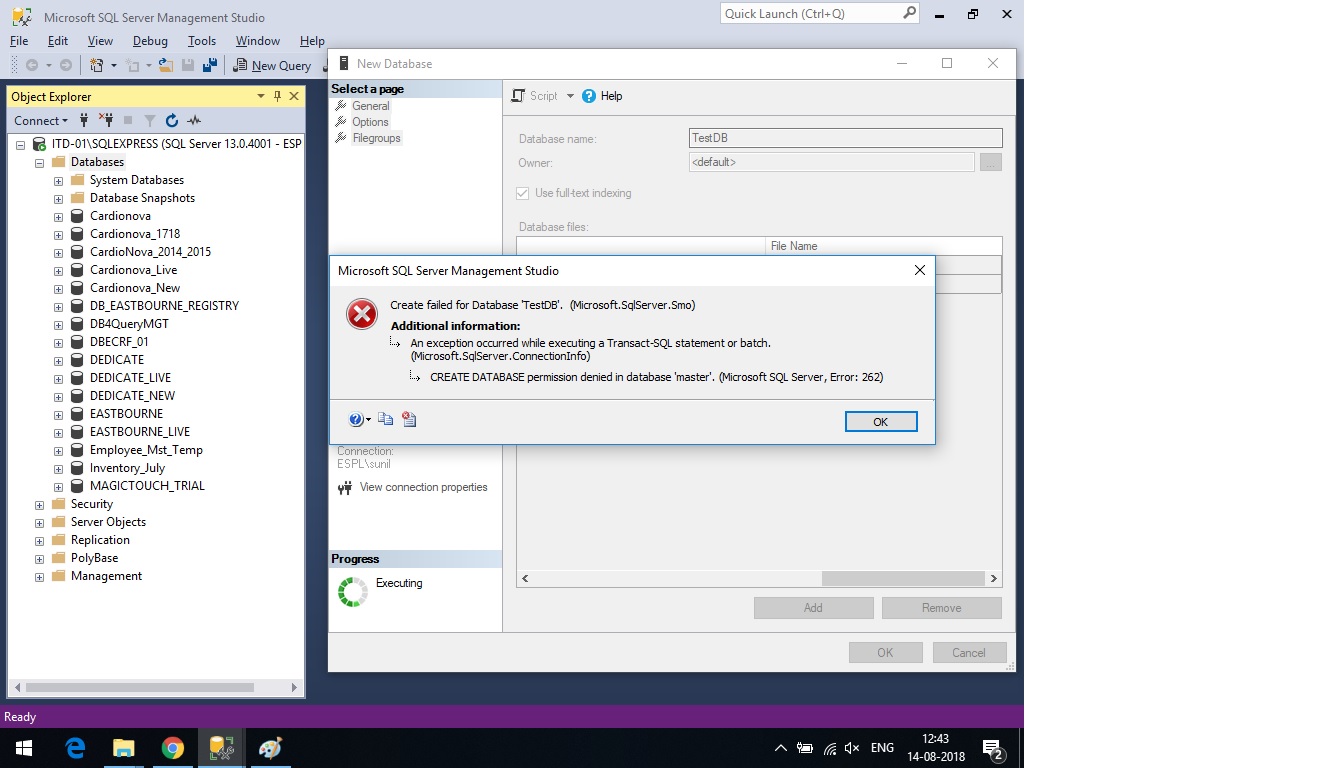 Microsoft SQL Server Management Studio
Quick Launch (Ctrl+Q)
File Edit View Debug Tools Window Help
New Query
New Database
Object Explorer
Connect
ITD-01\SQLEXPRESS (SQL Server 13.0.4001 - ESP
Databases
System Databases
Database Snapshots
Cardionova
Cardionova_1718
CardioNova_2014_2015
Cardionova_Live
Cardionova_New
DB_EASTBOURNE_REGISTRY
DB4QueryMGT
DBECRF_01
DEDICATE
DEDICATE_LIVE
DEDICATE_NEW
EASTBOURNE
EASTBOURNE_LIVE
Employee_Mst_Temp
Inventory_July
MAGICTOUCH_TRIAL
Security
Server Objects
Replication
PolyBase
Management
Select a page
General
Options
Filegroups
Script Help
Database name: TestDB
Owner: <default> ...
Use full-text indexing
Database files:
File Name
Microsoft SQL Server Management Studio
Create failed for Database 'TestDB'. (Microsoft.SqlServer.Smo)
Additional information:
An exception occurred while executing a Transact-SQL statement or batch.
(Microsoft.SqlServer.ConnectionInfo)
CREATE DATABASE permission denied in database 'master'. (Microsoft SQL Server, Error: 262)
OK
Connection:
ESPL\sunil
View connection properties
Progress
Executing
Add Remove
OK Cancel
Ready
ENG
12:43
14-08-2018
2